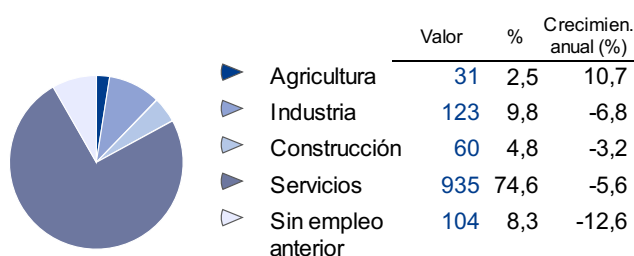 Valor % Crecimien. anual (%)
Agricultura 31 2,5 10,7
Industria 123 9,8 -6,8
Construcción 60 4,8 -3,2
Servicios 935 74,6 -5,6
Sin empleo 104 8,3 -12,6
anterior